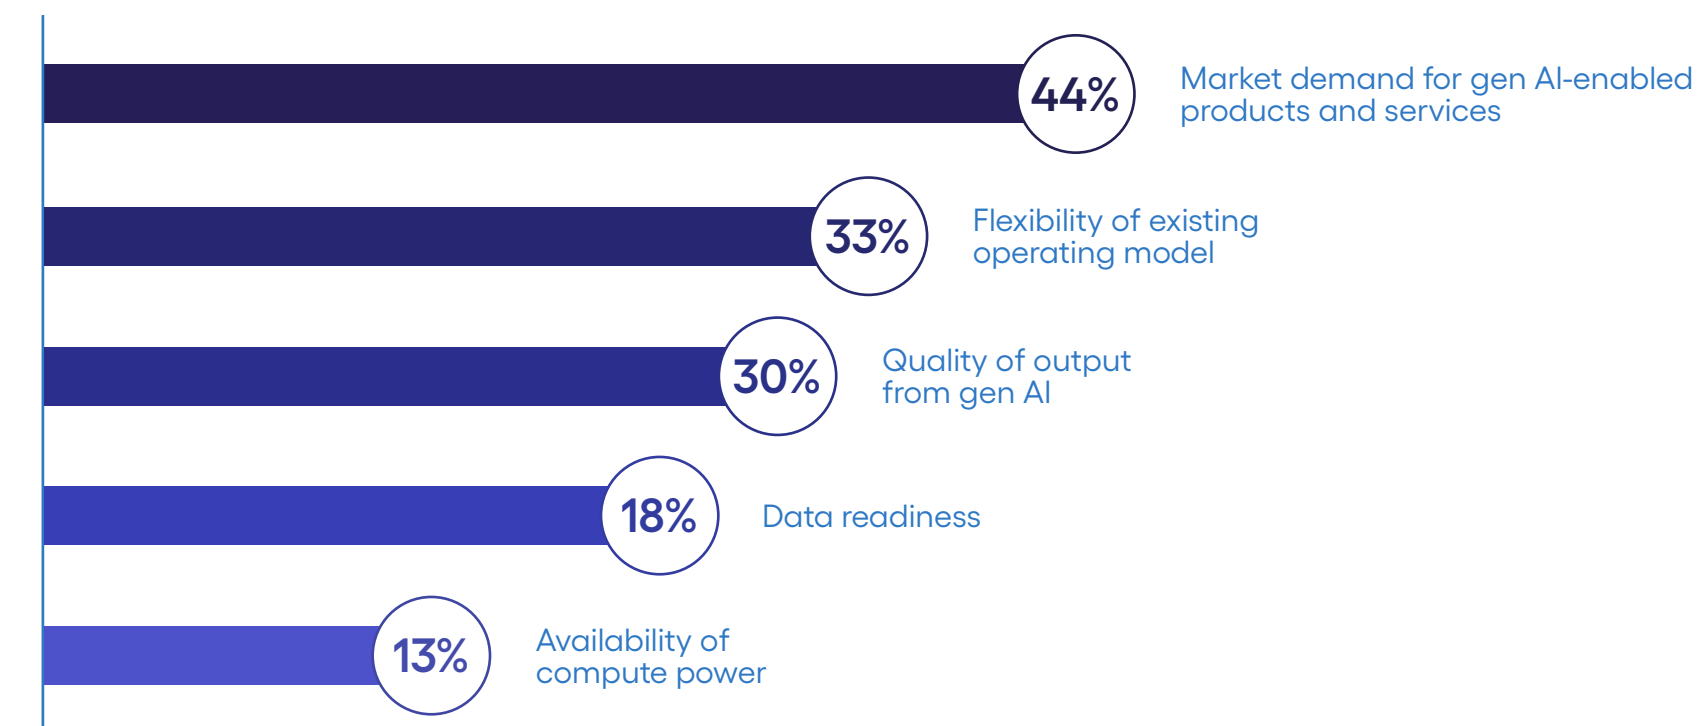 44%
Market demand for gen AI-enabled
products and services
33%
Flexibility of existing
operating model
30%
Quality of output
from gen AI
18%
Data readiness
13%
Availability of
compute power